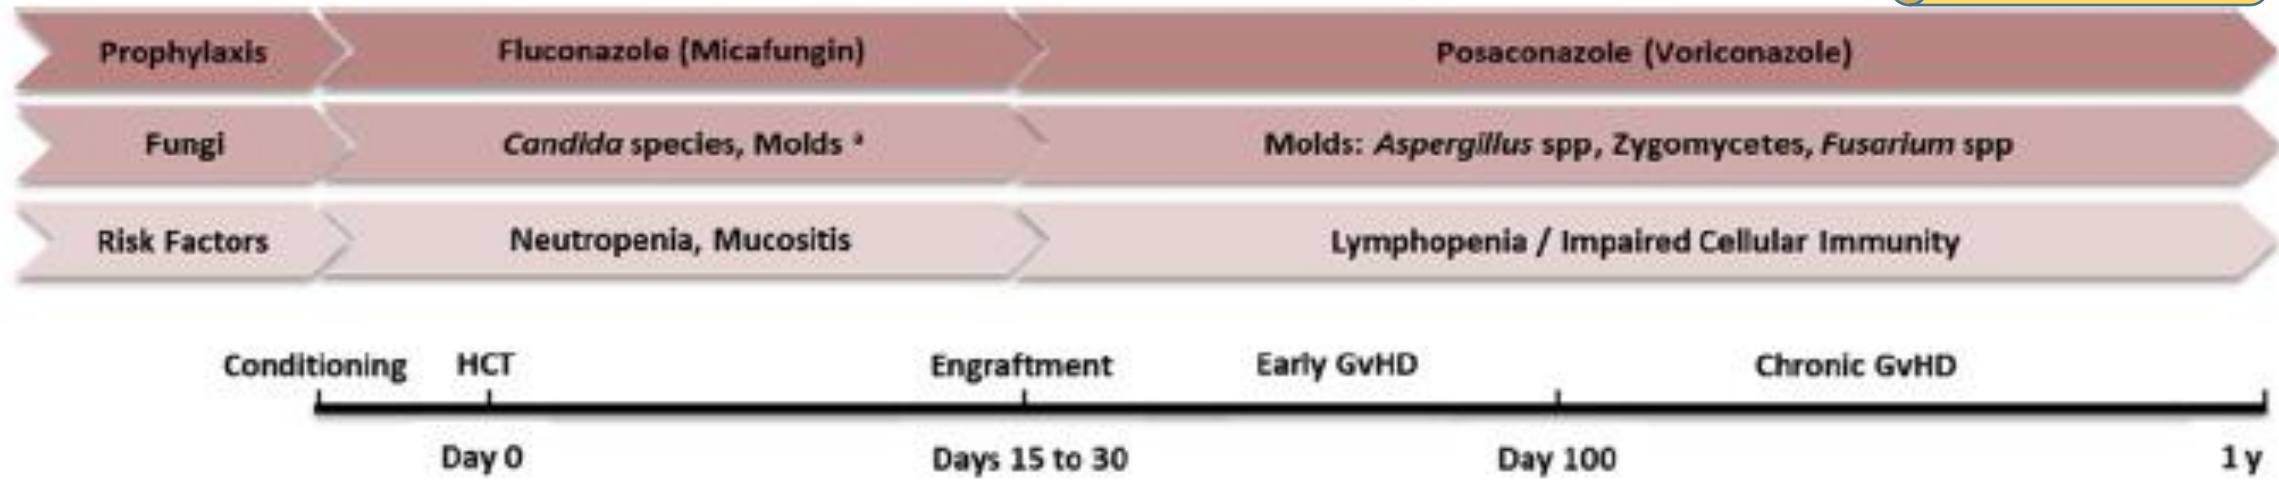 Prophylaxis Fluconazole (Micafungin) Posaconazole (Voriconazole)
Fungi Candida species, Molds ª Molds: Aspergillus spp, Zygomycetes, Fusarium spp
Risk Factors Neutropenia, Mucositis Lymphopenia / Impaired Cellular Immunity
Conditioning HCT Engraftment Early GvHD Chronic GvHD
Day 0 Days 15 to 30 Day 100 1 y